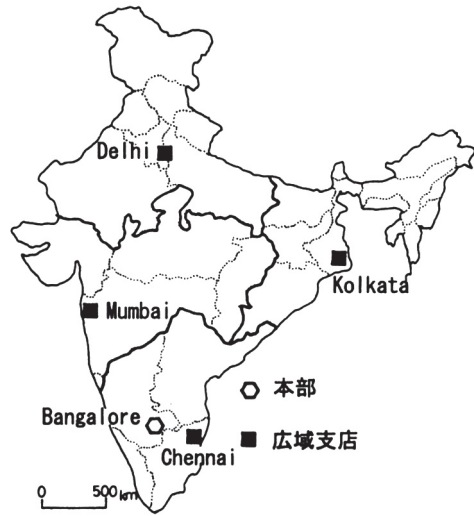 Delhi
Kolkata
Mumbai
本部
Bangalore
広域支店
Chennai
0 500km